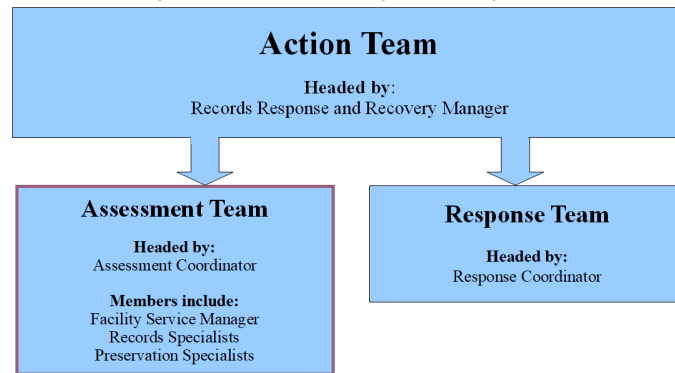 Action Team
Headed by:
Records Response and Recovery Manager
Assessment Team
Headed by:
Assessment Coordinator
Members include:
Facility Service Manager
Records Specialists
Preservation Specialists
Response Team
Headed by:
Response Coordinator